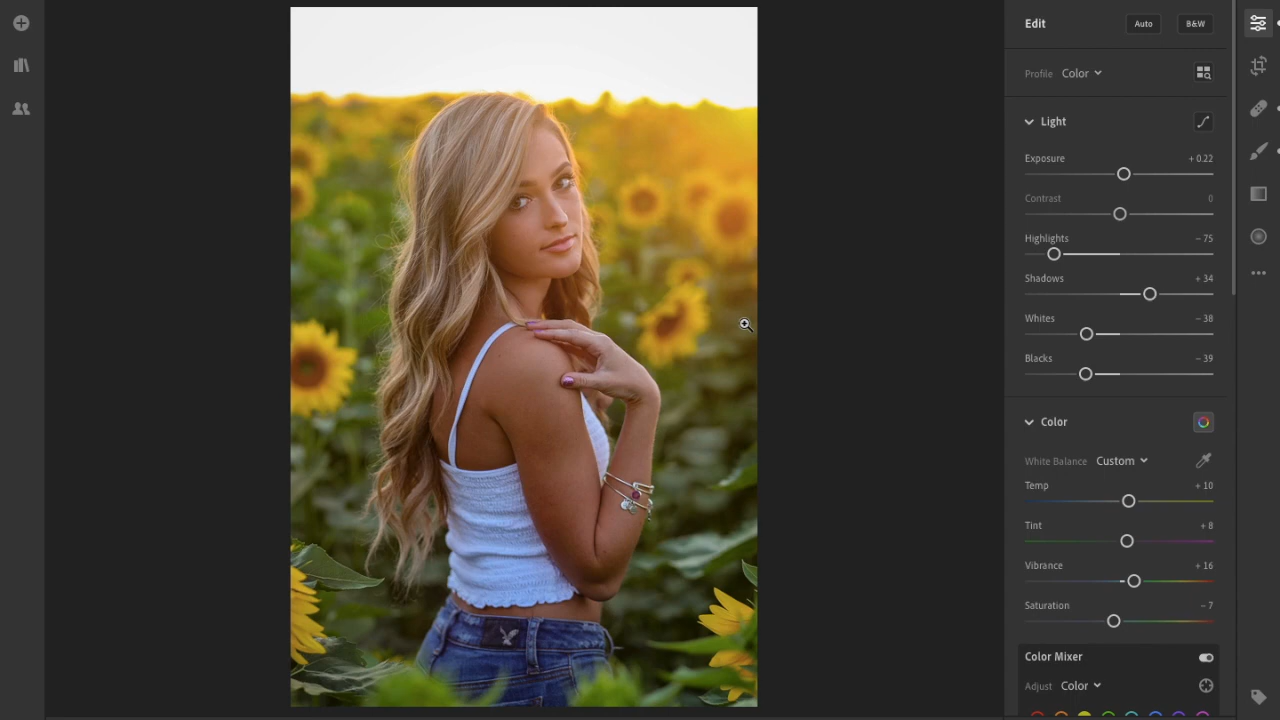 Edit Auto B&W
Profile Color
Light
Exposure + 0.22
Contrast 0
Highlights – 75
Shadows + 34
Whites – 38
Blacks – 39
Color
White Balance Custom
Temp + 10
Tint + 8
Vibrance + 16
Saturation – 7
Color Mixer
Adjust Color